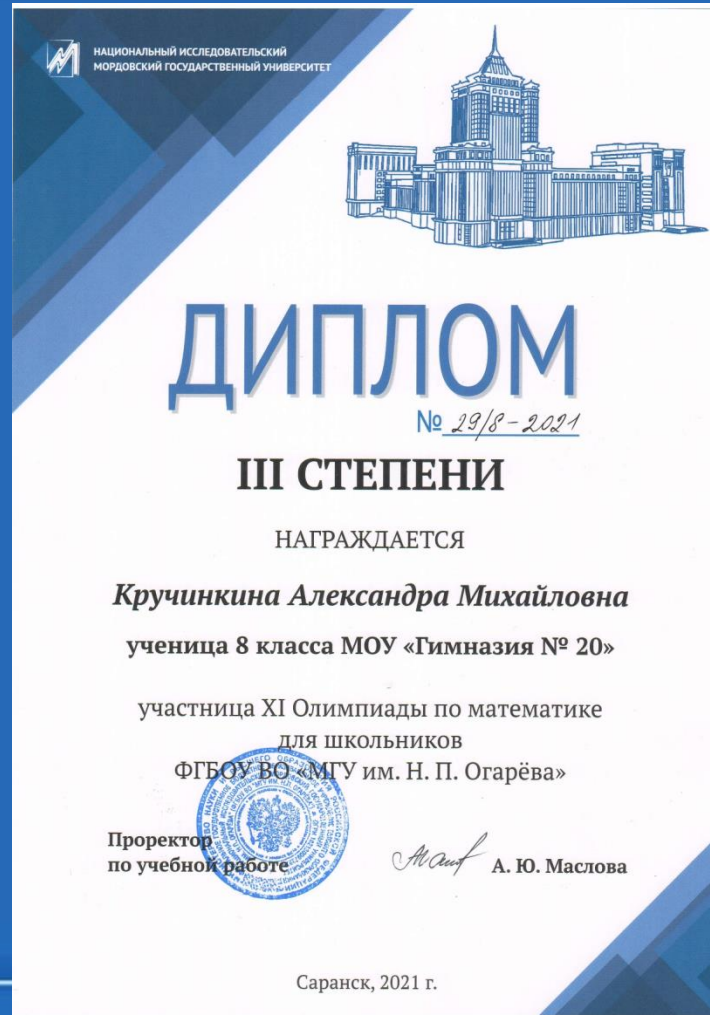 НАЦИОНАЛЬНЫЙ ИССЛЕДОВАТЕЛЬСКИЙ
МОРДОВСКИЙ ГОСУДАРСТВЕННЫЙ УНИВЕРСИТЕТ
ДИПЛОМ
№ 29/8-2021
III СТЕПЕНИ
НАГРАЖДАЕТСЯ
Кручинкина Александра Михайловна
ученица 8 класса МОУ «Гимназия № 20»
участница XI Олимпиады по математике
для школьников
ФГБОУ ВО «МГУ им. Н. П. Огарёва»
Проректор
по учебной работе
А. Ю. Маслова
Саранск, 2021 г.